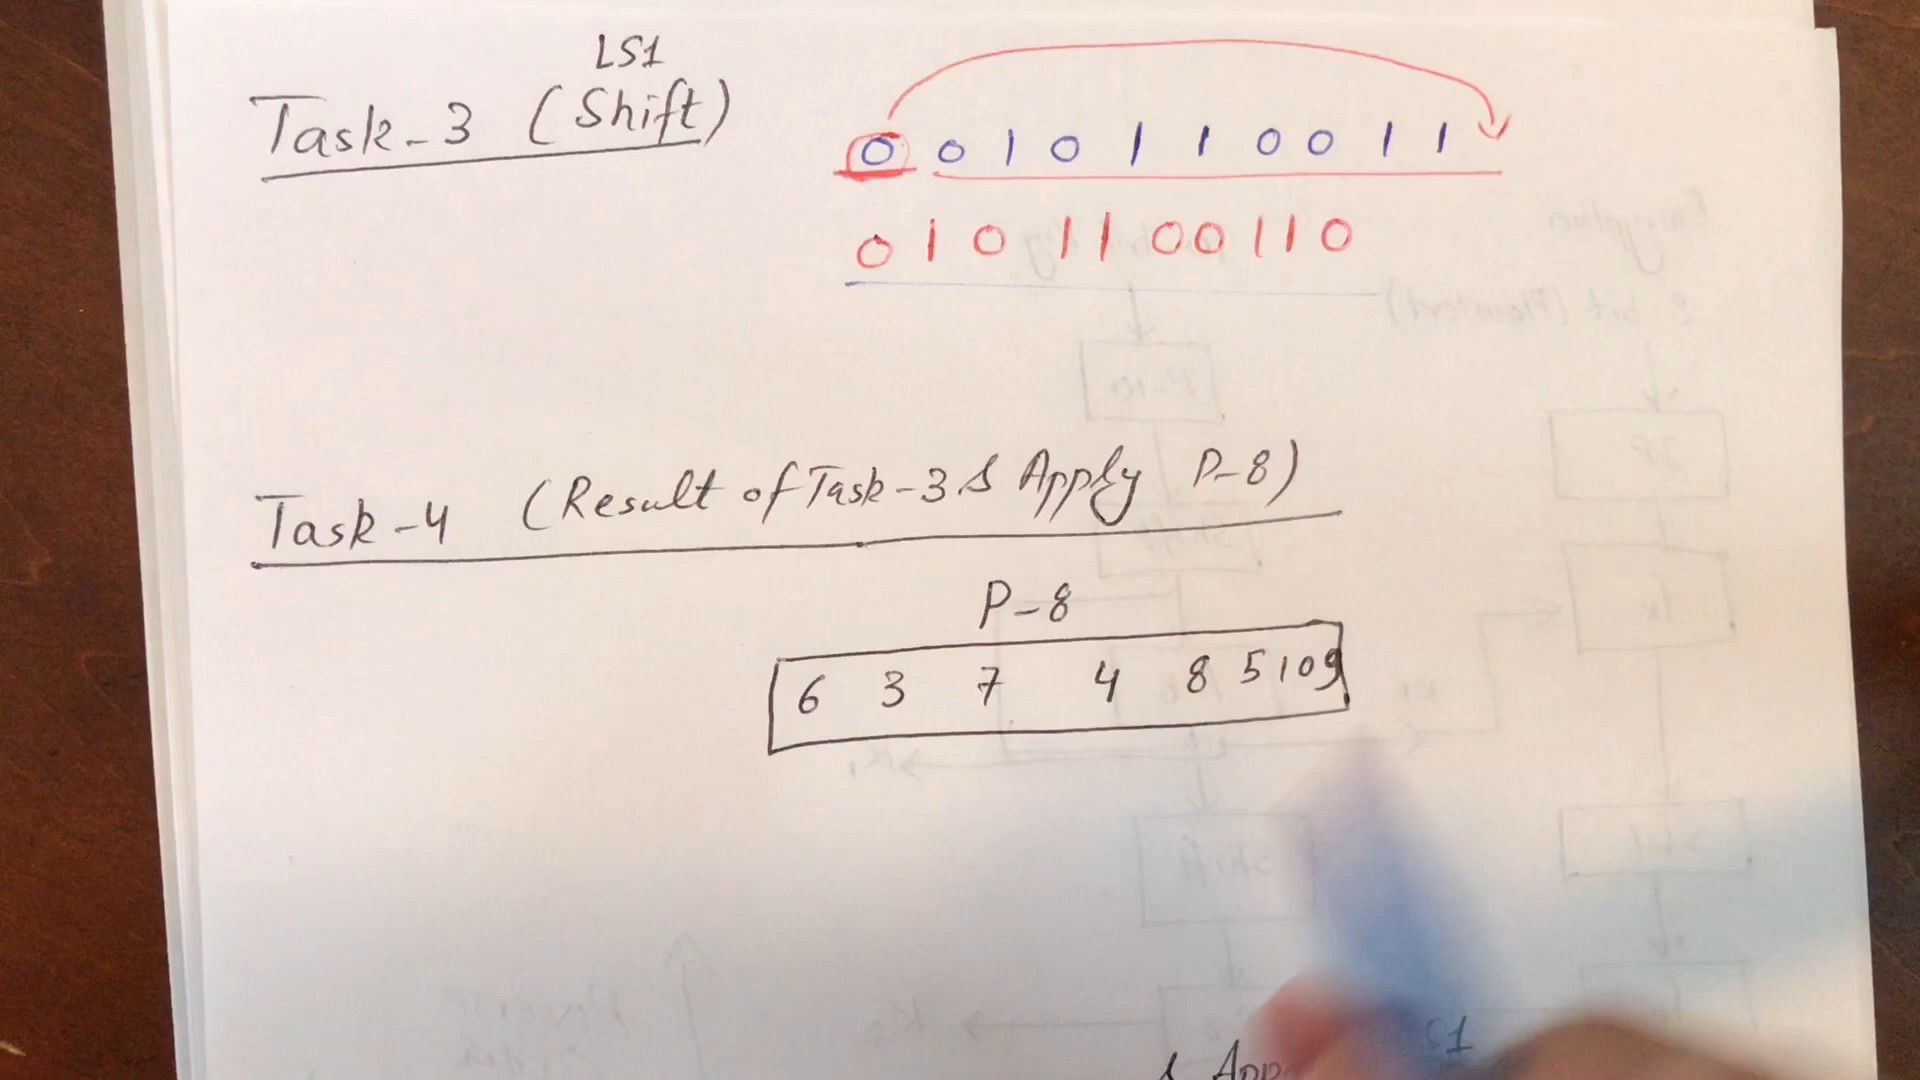 LS1
Task-3 (Shift)
0 0 1 0 1 1 0 0 1 1
0 1 0 1 1 0 0 1 1 0
Task-4 (Result of Task-3 & Apply P-8)
P-8
6 3 7 4 8 5 10 9
S1
& App